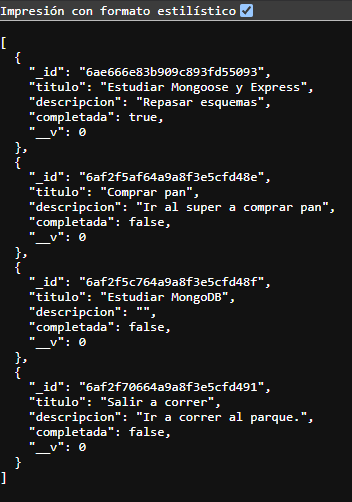 Impresión con formato estilístico
[
  {
    "_id": "6ae666e83b909c893fd55093",
    "titulo": "Estudiar Mongoose y Express",
    "descripcion": "Repasar esquemas",
    "completada": true,
    "__v": 0
  },
  {
    "_id": "6af2f5af64a9a8f3e5cfd48e",
    "titulo": "Comprar pan",
    "descripcion": "Ir al super a comprar pan",
    "completada": false,
    "__v": 0
  },
  {
    "_id": "6af2f5c764a9a8f3e5cfd48f",
    "titulo": "Estudiar MongoDB",
    "descripcion": "",
    "completada": false,
    "__v": 0
  },
  {
    "_id": "6af2f70664a9a8f3e5cfd491",
    "titulo": "Salir a correr",
    "descripcion": "Ir a correr al parque.",
    "completada": false,
    "__v": 0
  }
]